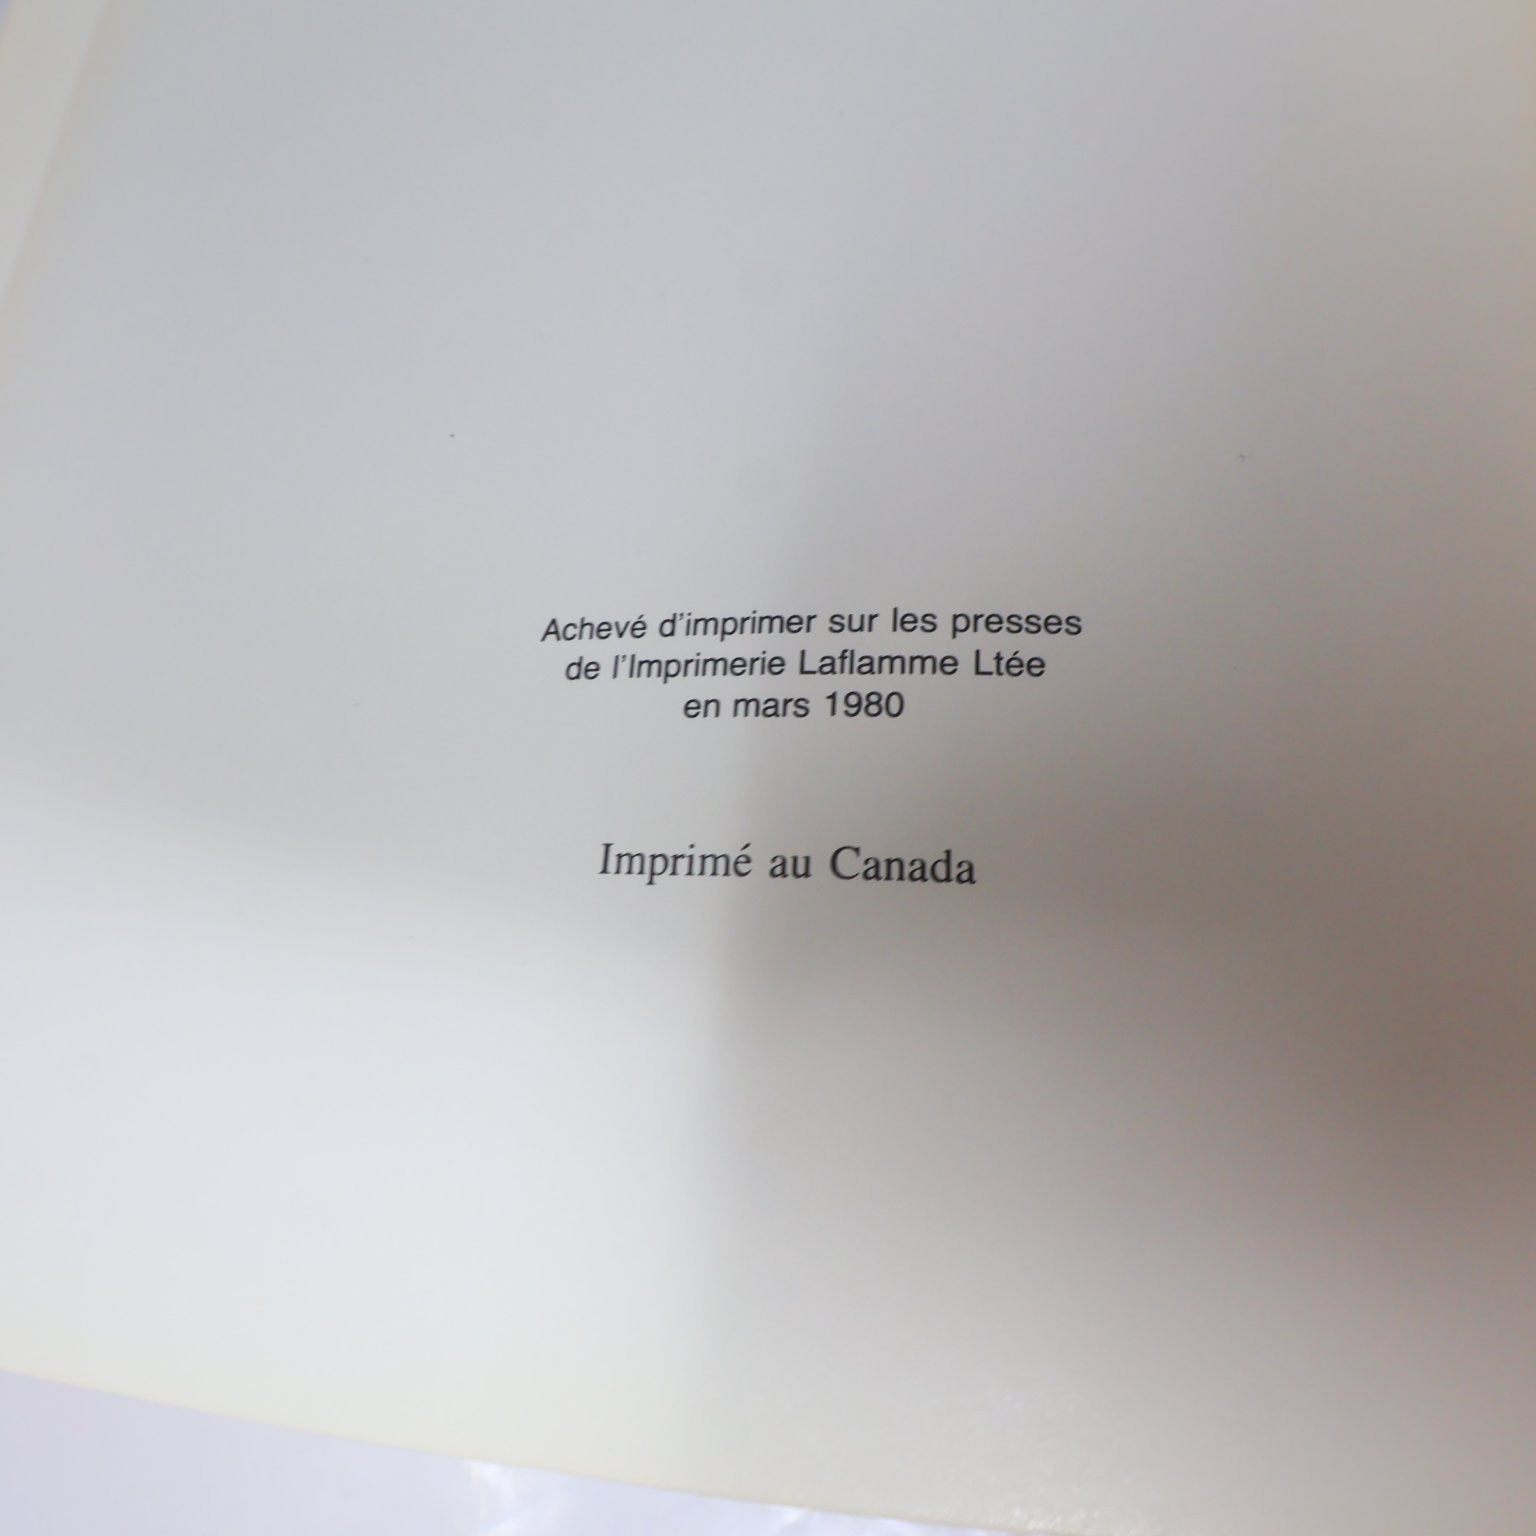 Achevé d'imprimer sur les presses
de l'Imprimerie Laflamme Ltée
en mars 1980
Imprimé au Canada